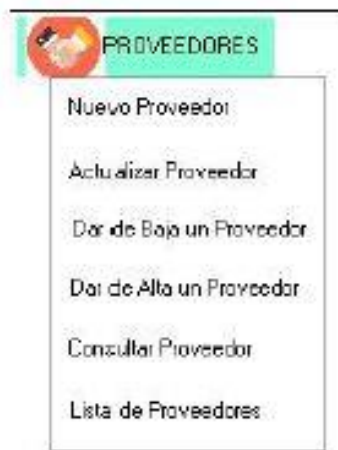 PROVEEDORES
Nuevo Proveedor
Actualizar Proveedor
Dar de Baja un Proveedor
Dar de Alta un Proveedor
Consultar Proveedor
Lista de Proveedores